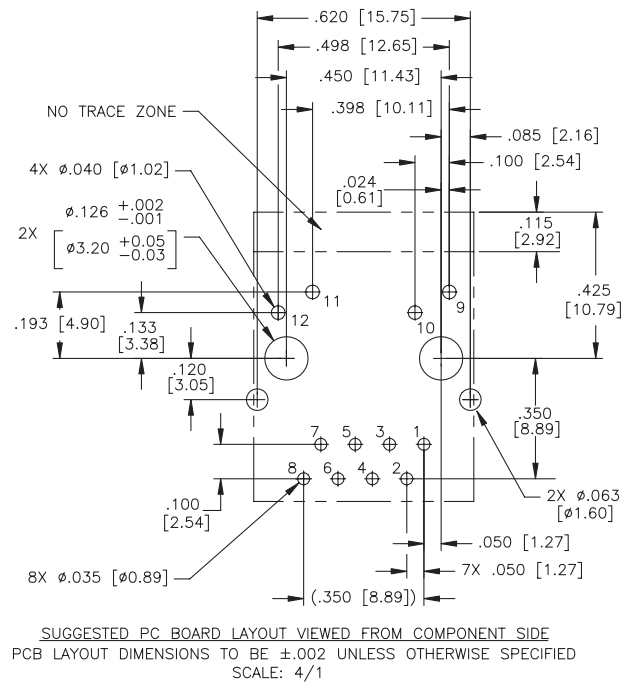 .620 [15.75]
.498 [12.65]
.450 [11.43]
NO TRACE ZONE
.398 [10.11]
.085 [2.16]
4X ø.040 [ø1.02]
.100 [2.54]
.024
[0.61]
ø.126 +.002
-.001
2X
ø3.20 +0.05
-0.03
.115
[2.92]
.425
[10.79]
11
9
12
10
.193 [4.90]
.133
[3.38]
.120
[3.05]
.350
[8.89]
7 5 3 1
8 6 4 2
.100
[2.54]
2X ø.063
[ø1.60]
.050 [1.27]
8X ø.035 [ø0.89]
7X .050 [1.27]
(.350 [8.89])
SUGGESTED PC BOARD LAYOUT VIEWED FROM COMPONENT SIDE
PCB LAYOUT DIMENSIONS TO BE ±.002 UNLESS OTHERWISE SPECIFIED
SCALE: 4/1